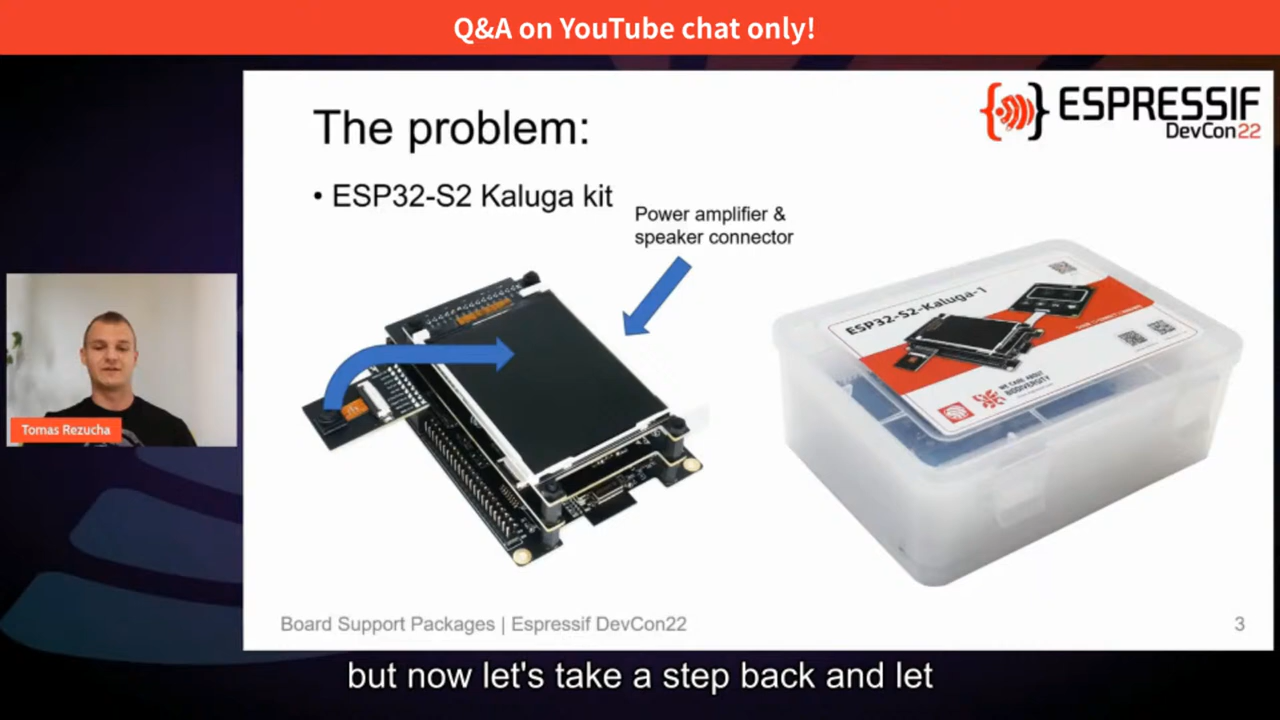 Q&A on YouTube chat only!
ESPRESSIF
DevCon22
The problem:
• ESP32-S2 Kaluga kit
Power amplifier &
speaker connector
ESP32-S2-Kaluga-1
WE CARE ABOUT
BIODIVERSITY
Tomas Rezucha
Board Support Packages | Espressif DevCon22
3
but now let's take a step back and let